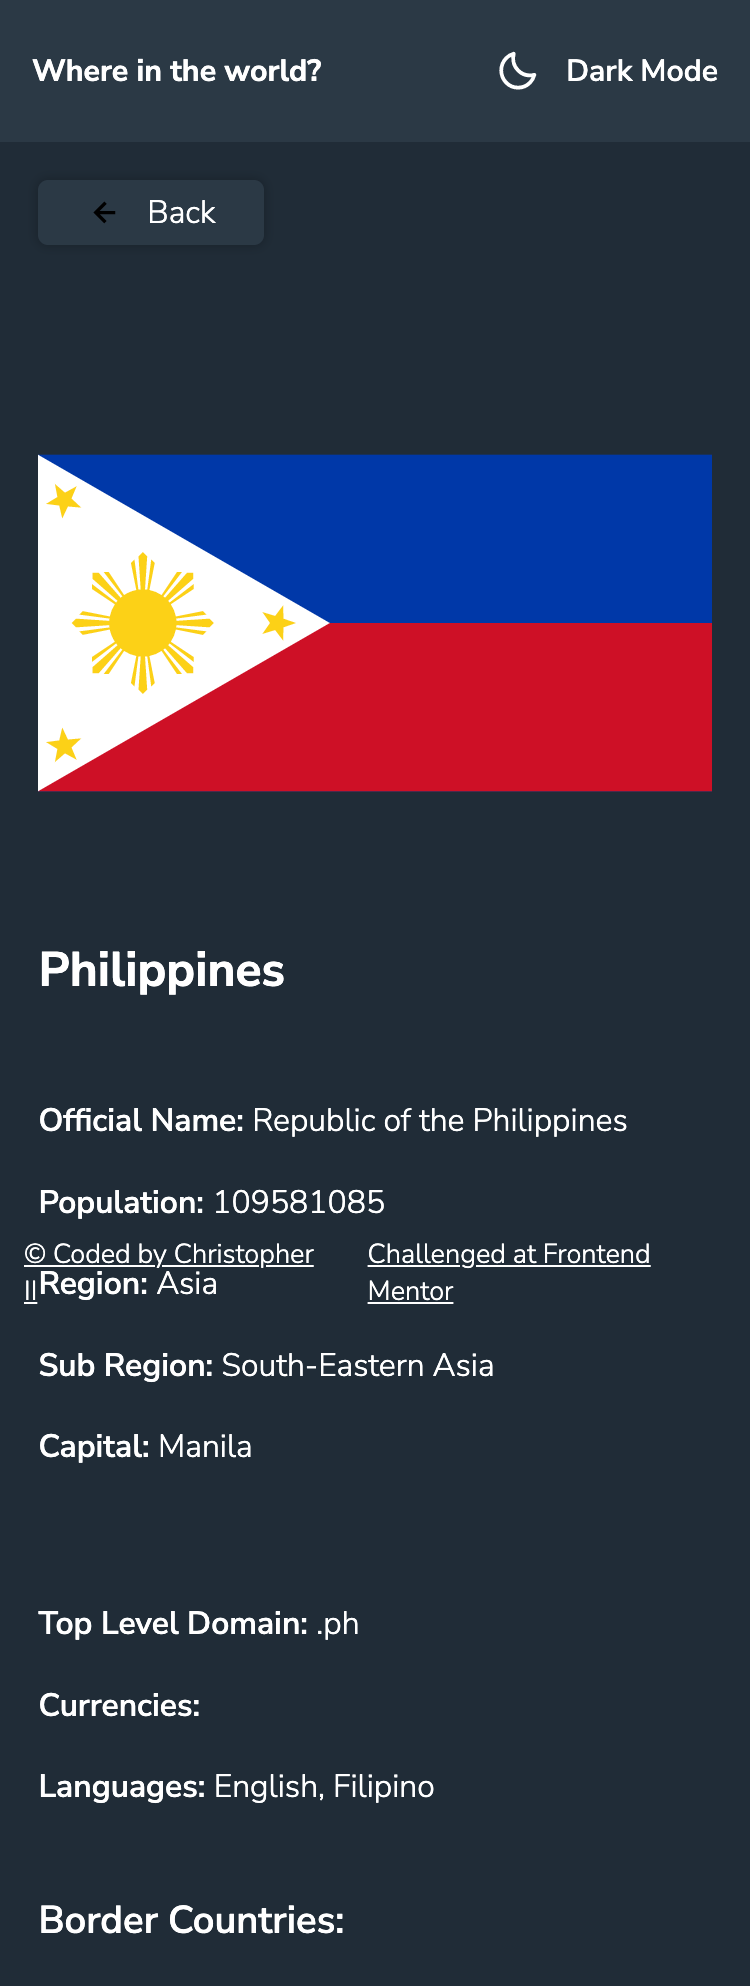 Where in the world?
Dark Mode
Back
Philippines
Official Name: Republic of the Philippines
Population: 109581085
© Coded by Christopher
II
Challenged at Frontend
Mentor
Region: Asia
Sub Region: South-Eastern Asia
Capital: Manila
Top Level Domain: .ph
Currencies:
Languages: English, Filipino
Border Countries: